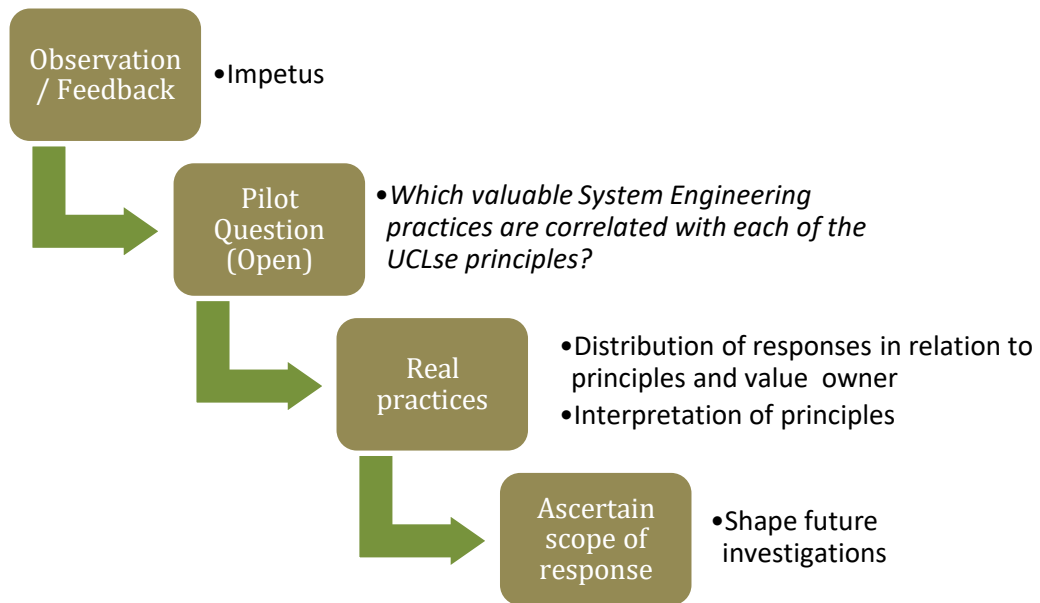 Observation
/ Feedback
•Impetus
Pilot
Question
(Open)
•Which valuable System Engineering
practices are correlated with each of the
UCLse principles?
Real
practices
•Distribution of responses in relation to
principles and value owner
•Interpretation of principles
Ascertain
scope of
response
•Shape future
investigations